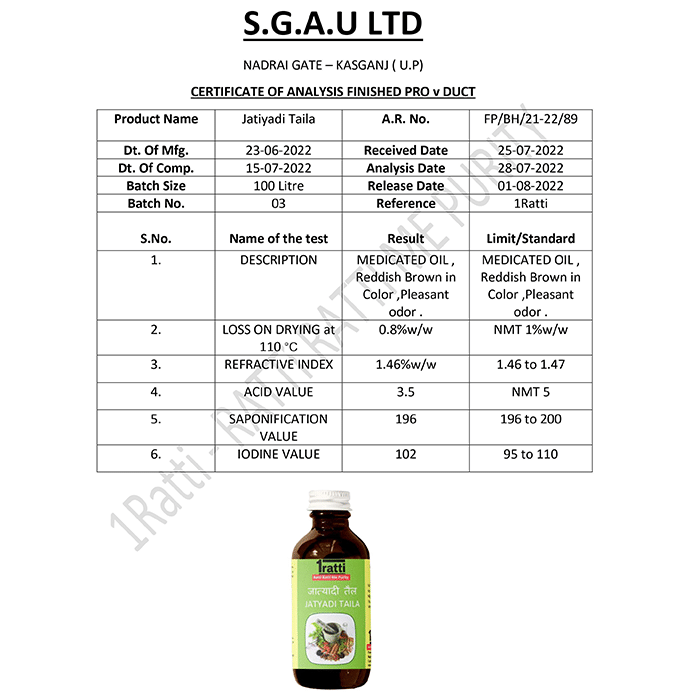 S.G.A.U LTD
NADRAI GATE – KASGANJ ( U.P)
CERTIFICATE OF ANALYSIS FINISHED PRO v DUCT
Product Name Jatiyadi Taila A.R. No. FP/BH/21-22/89
Dt. Of Mfg. 23-06-2022 Received Date 25-07-2022
Dt. Of Comp. 15-07-2022 Analysis Date 28-07-2022
Batch Size 100 Litre Release Date 01-08-2022
Batch No. 03 Reference 1Ratti
S.No. Name of the test Result Limit/Standard
1. DESCRIPTION MEDICATED OIL , MEDICATED OIL ,
Reddish Brown in Reddish Brown in
Color ,Pleasant Color ,Pleasant
odor . odor .
2. LOSS ON DRYING at 0.8%w/w NMT 1%w/w
110 °C
3. REFRACTIVE INDEX 1.46%w/w 1.46 to 1.47
4. ACID VALUE 3.5 NMT 5
5. SAPONIFICATION 196 196 to 200
VALUE
6. IODINE VALUE 102 95 to 110
1Ratti - RATTI RATTI ME PURITY
1ratti
Ratti Ratti Me Purity
जात्यादी तैल
JATYADI TAILA